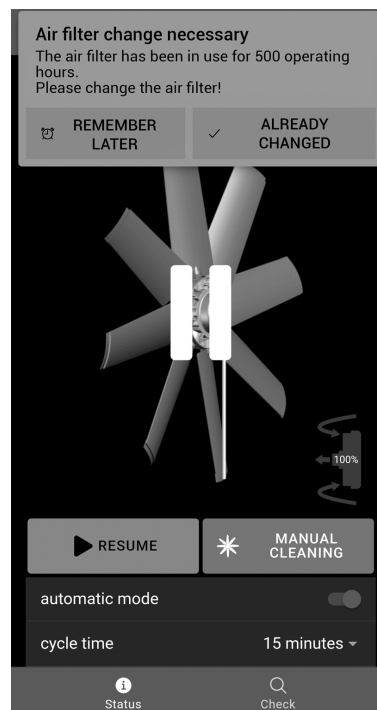 Air filter change necessary
The air filter has been in use for 500 operating
hours.
Please change the air filter!
REMEMBER
LATER
ALREADY
CHANGED
100%
RESUME
MANUAL
CLEANING
automatic mode
cycle time
15 minutes
Status
Check